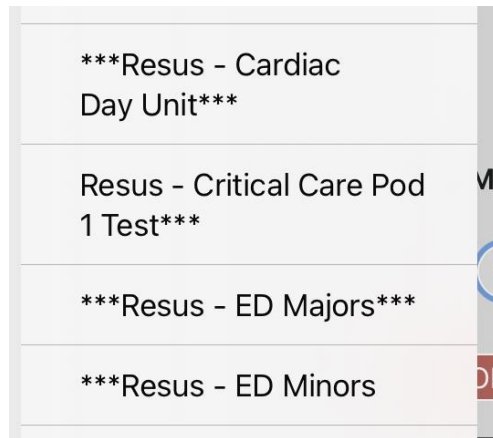 ***Resus - Cardiac
Day Unit***
Resus - Critical Care Pod
1 Test***
***Resus - ED Majors***
***Resus - ED Minors